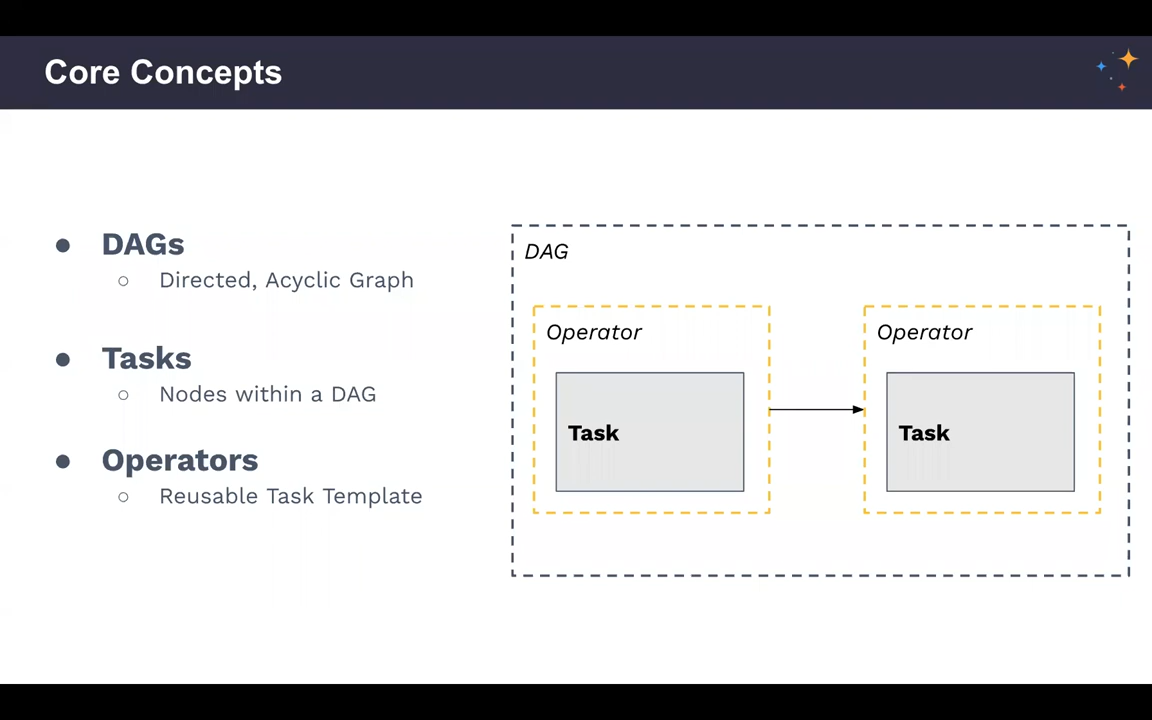 Core Concepts
● DAGs
○ Directed, Acyclic Graph
● Tasks
○ Nodes within a DAG
● Operators
○ Reusable Task Template
DAG
Operator
Task
Operator
Task